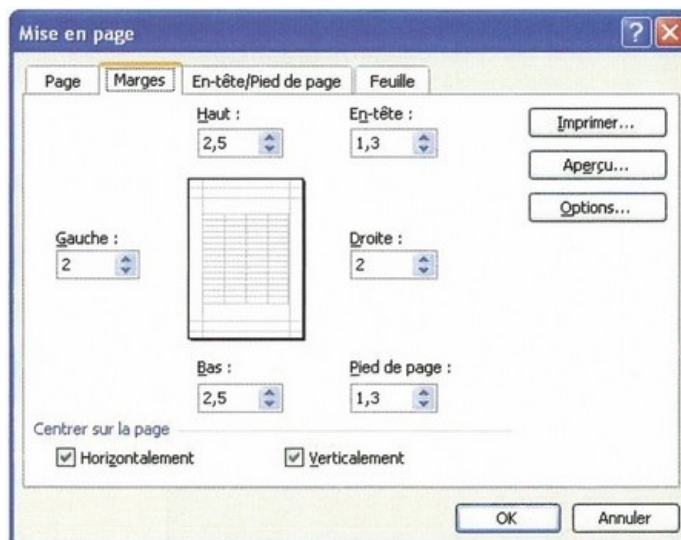 Mise en page
Page Marges En-tête/Pied de page Feuille
Haut : En-tête : Imprimer...
2,5 1,3
Aperçu...
Options...
Gauche : Droite :
2 2
Bas : Pied de page :
2,5 1,3
Centrer sur la page
Horizontalement Verticalement
OK Annuler